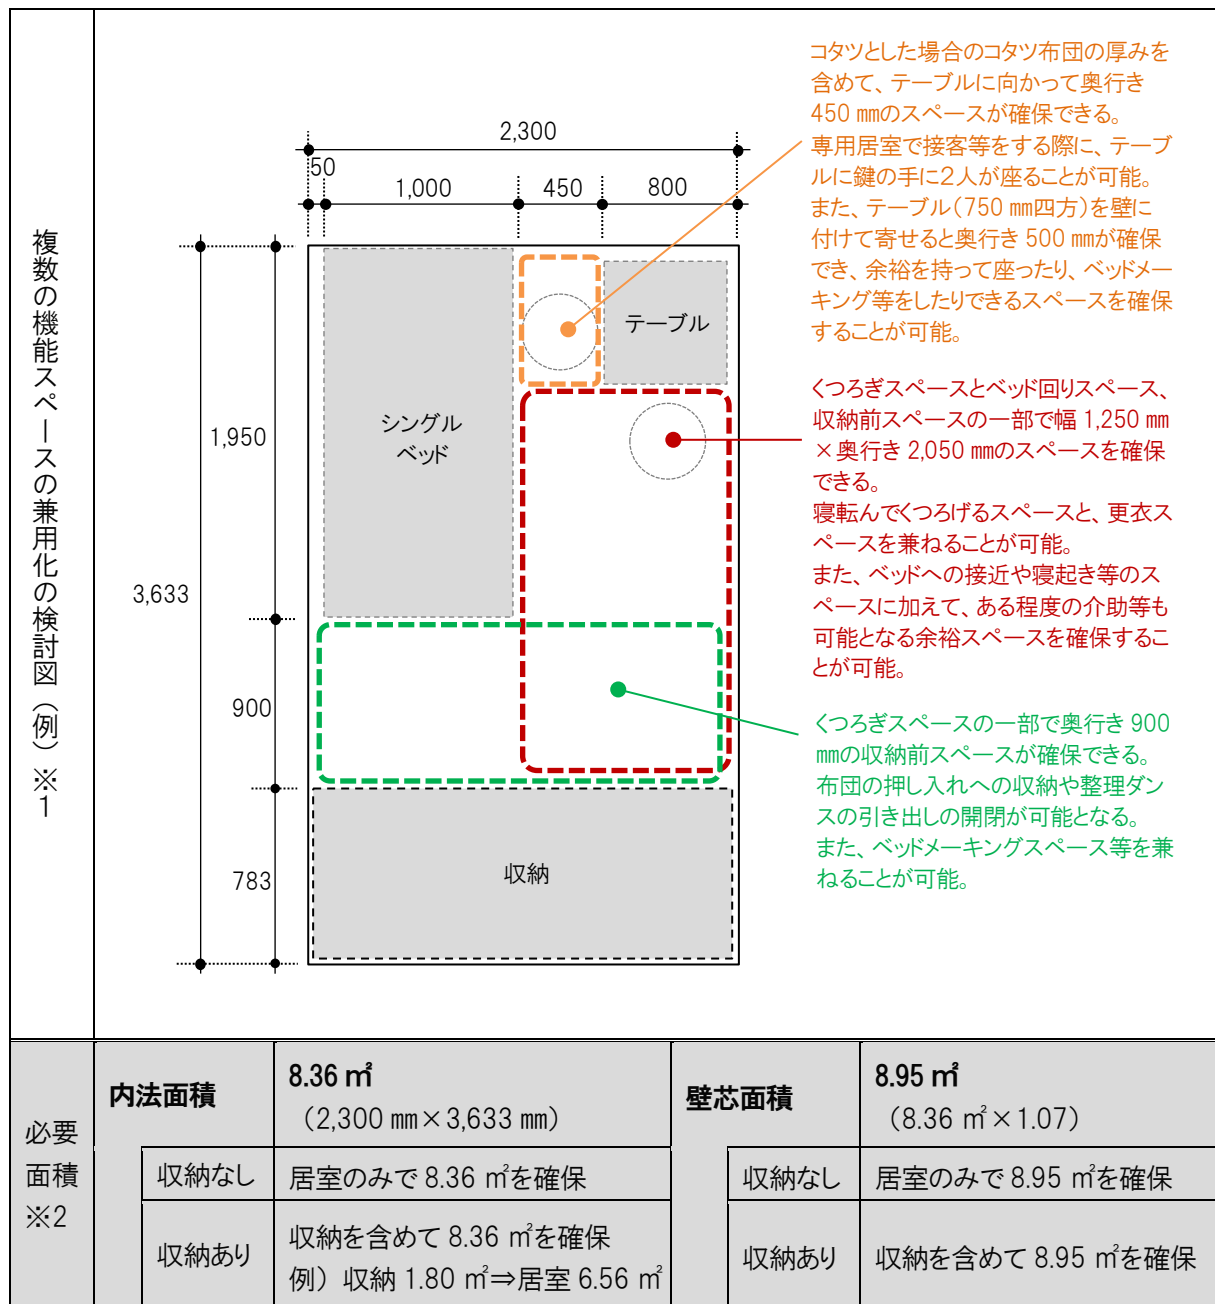 複数の機能スペースの兼用化の検討図（例）※1
2,300
50
1,000
450
800
1,950
3,633
900
783
シングル
ベッド
テーブル
収納
コタツとした場合のコタツ布団の厚みを
含めて、テーブルに向かって奥行き
450 ㎜のスペースが確保できる。
専用居室で接客等をする際に、テーブ
ルに鍵の手に２人が座ることが可能。
また、テーブル（750 ㎜四方）を壁に
付けて寄せると奥行き 500 ㎜が確保
でき、余裕を持って座ったり、ベッドメー
キング等をしたりできるスペースを確保
することが可能。
くつろぎスペースとベッド回りスペース、
収納前スペースの一部で幅 1,250 ㎜
×奥行き 2,050 ㎜のスペースを確保
できる。
寝転んでくつろげるスペースと、更衣ス
ペースを兼ねることが可能。
また、ベッドへの接近や寝起き等のス
ペースに加えて、ある程度の介助等も
可能となる余裕スペースを確保するこ
とが可能。
くつろぎスペースの一部で奥行き 900
㎜の収納前スペースが確保できる。
布団の押し入れへの収納や整理ダン
スの引き出しの開閉が可能となる。
また、ベッドメーキングスペース等を兼
ねることが可能。
必要
面積
※2
内法面積
8.36 ㎡
（2,300 ㎜×3,633 ㎜）
壁芯面積
8.95 ㎡
（8.36 ㎡×1.07）
収納なし
居室のみで 8.36 ㎡を確保
収納なし
居室のみで 8.95 ㎡を確保
収納あり
収納を含めて 8.36 ㎡を確保
例）収納 1.80 ㎡⇒居室 6.56 ㎡
収納あり
収納を含めて 8.95 ㎡を確保